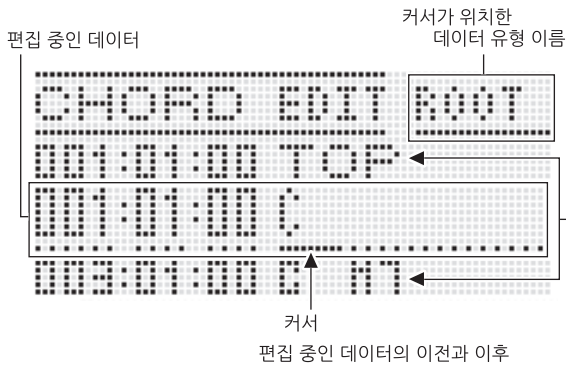 커서가 위치한
데이터 유형 이름
편집 중인 데이터
CHORD EDIT ROOT
001:01:00 TOP
001:01:00 C
003:01:00 G M7
커서
편집 중인 데이터의 이전과 이후